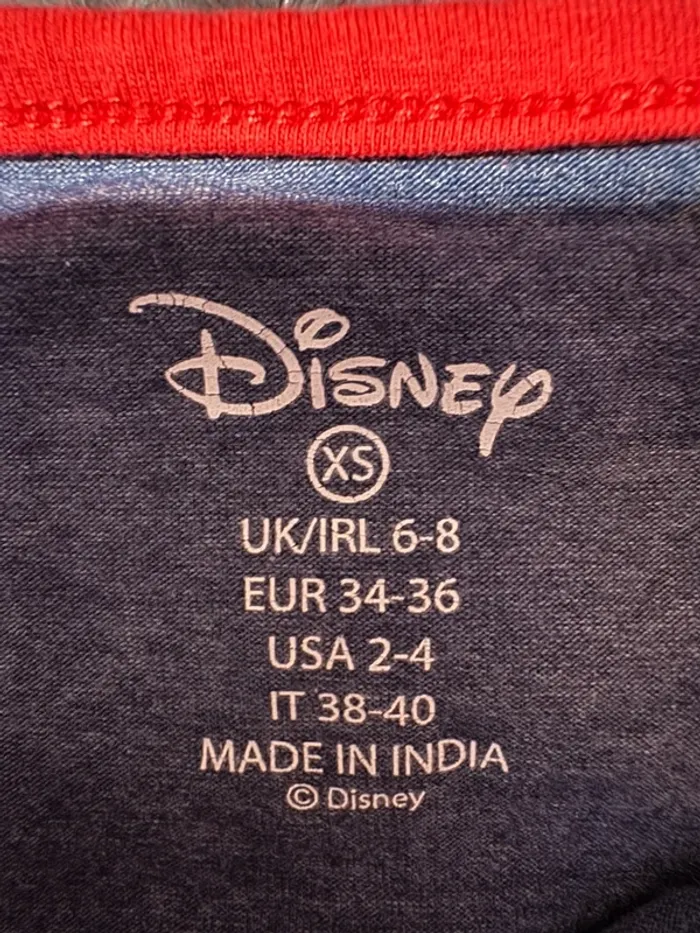 Disney
XS
UK/IRL 6-8
EUR 34-36
USA 2-4
IT 38-40
MADE IN INDIA
© Disney